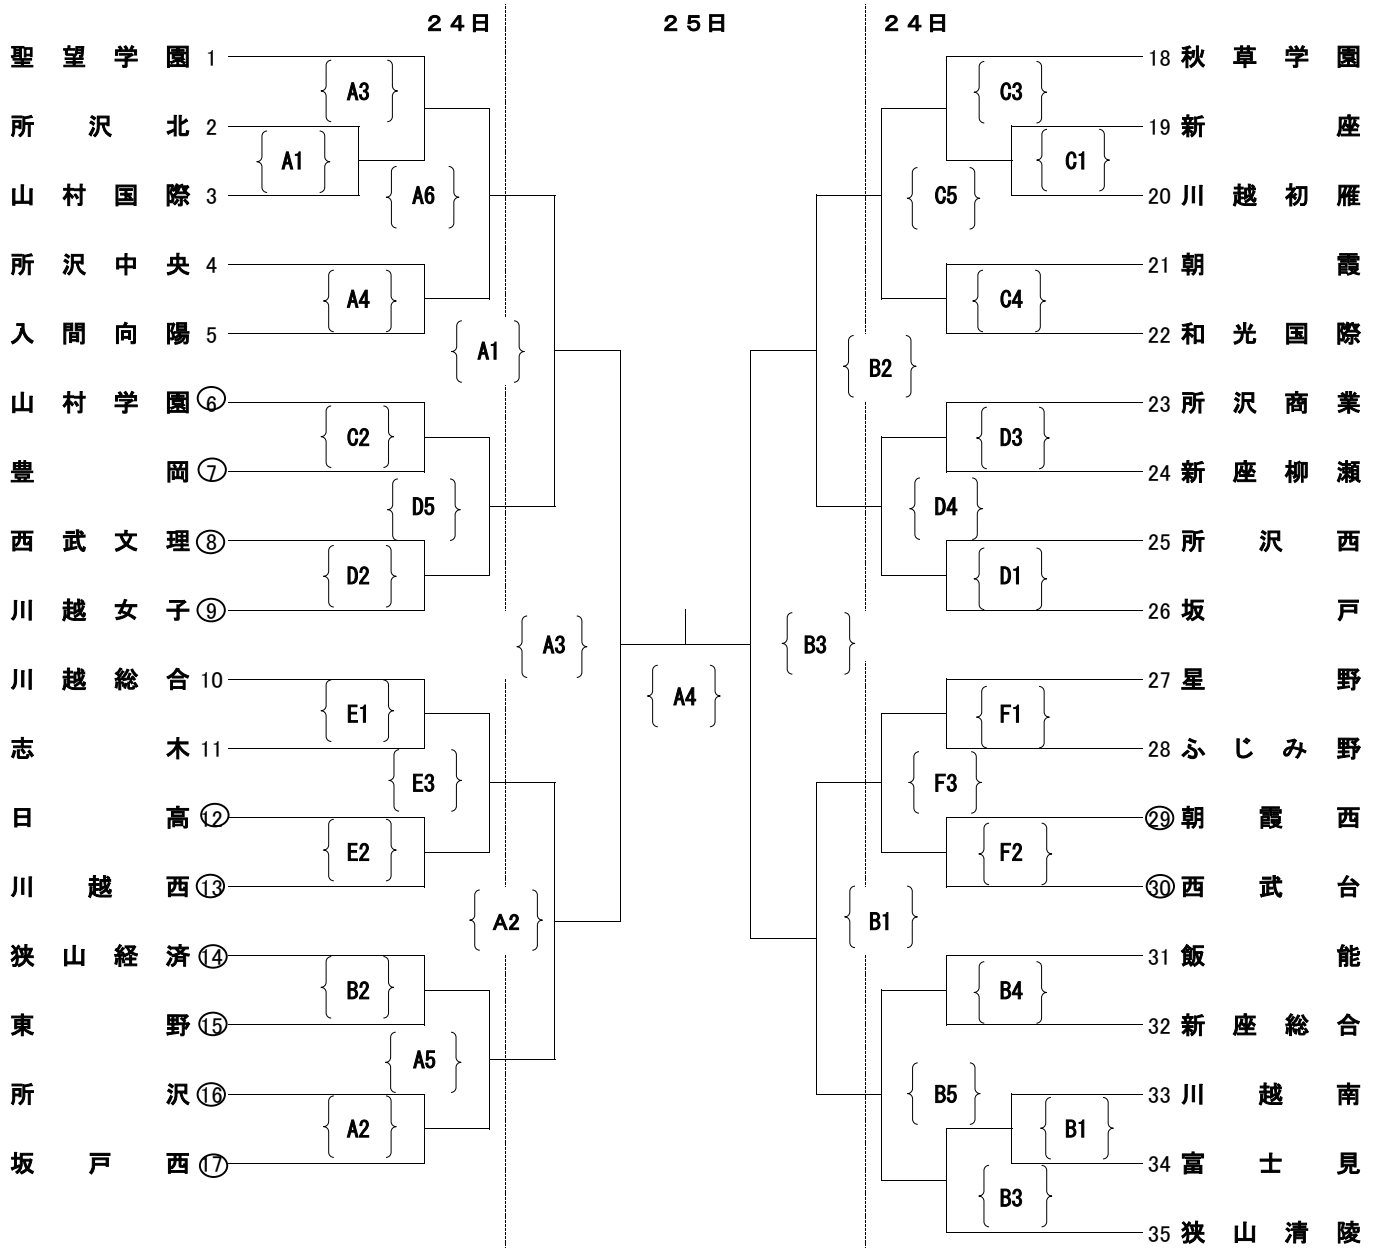 ２４日 ２５日 ２４日
聖望学園 1
A3
所沢北 2
A1
山村国際 3
A6
所沢中央 4
A4
入間向陽 5
A1
山村学園 ⑥
C2
豊岡 ⑦
D5
西武文理 ⑧
D2
川越女子 ⑨
A3
川越総合 10
E1
志木 11
E3
日高 ⑫
E2
川越西 ⑬
A2
狭山経済 ⑭
B2
東野 ⑮
A5
所沢 ⑯
A2
坂戸西 ⑰
A4
18 秋草学園
C3
19 新座
C1
20 川越初雁
C5
21 朝霞
C4
22 和光国際
B2
23 所沢商業
D3
24 新座柳瀬
D4
25 所沢西
D1
26 坂戸
B3
27 星野
F1
28 ふじみ野
F3
㉙ 朝霞西
F2
㉚ 西武台
B1
31 飯能
B4
32 新座総合
B5
33 川越南
B1
34 富士見
B3
35 狭山清陵